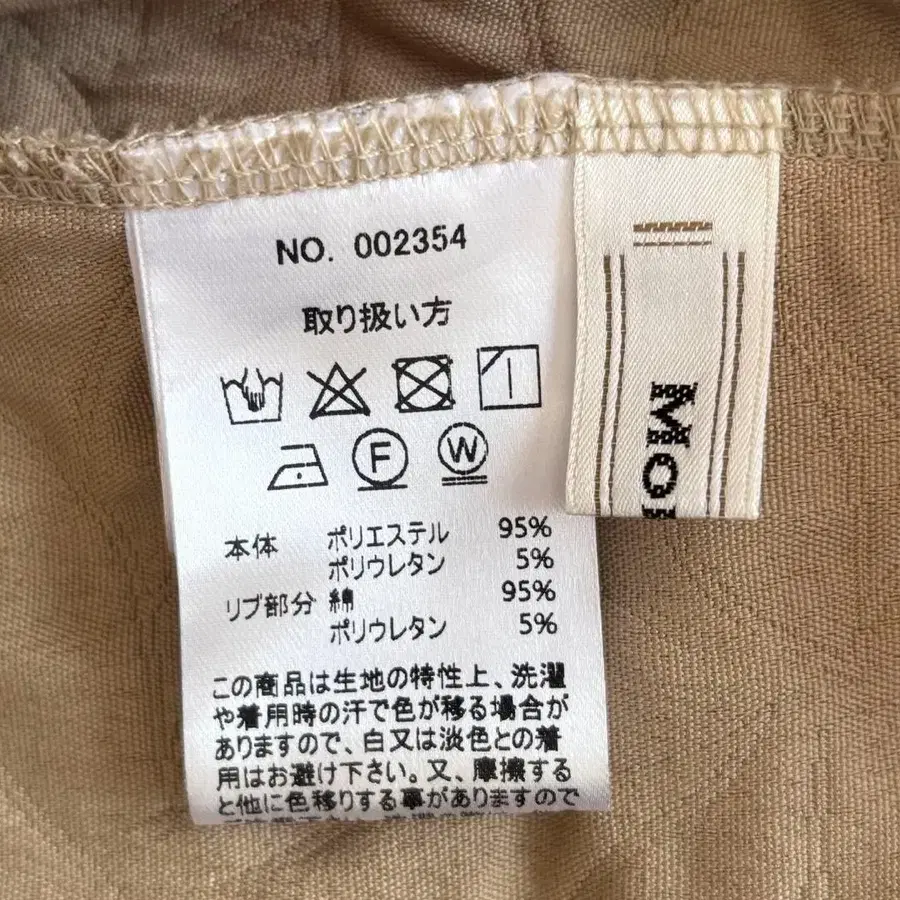 NO. 002354
取り扱い方
F
W
本体 ポリエステル 95%
ポリウレタン 5%
リブ部分 綿 95%
ポリウレタン 5%
この商品は生地の特性上、洗濯
や着用時の汗で色が移る場合が
ありますので、白又は淡色との着
用はお避け下さい。又、摩擦する
と他に色移りする事がありますので